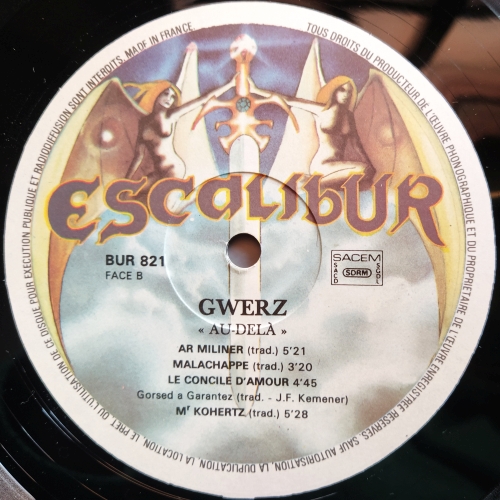 TOUS DROITS DU PRODUCTEUR DE L'ŒUVRE PHONOGRAPHIQUE ET DU PROPRIETAIRE DE L'ŒUVRE ENREGISTREE RESERVES. SAUF AUTORISATION, LA DUPLICATION, LA LOCATION, LE PRET, OU L'UTILISATION DE CE DISQUE POUR EXECUTION PUBLIQUE ET RADIODIFFUSION SONT INTERDITS. MADE IN FRANCE
ESCALIBUR
BUR 821
FACE B
SACEM
SACD SDRM SGDL
GWERZ
« AU-DELÀ »
AR MILINER (trad.) 5'21
MALACHAPPE (trad.) 3'20
LE CONCILE D'AMOUR 4'45
Gorsed a Garantez (trad. - J.F. Kemener)
Mʳ KOHERTZ (trad.) 5'28